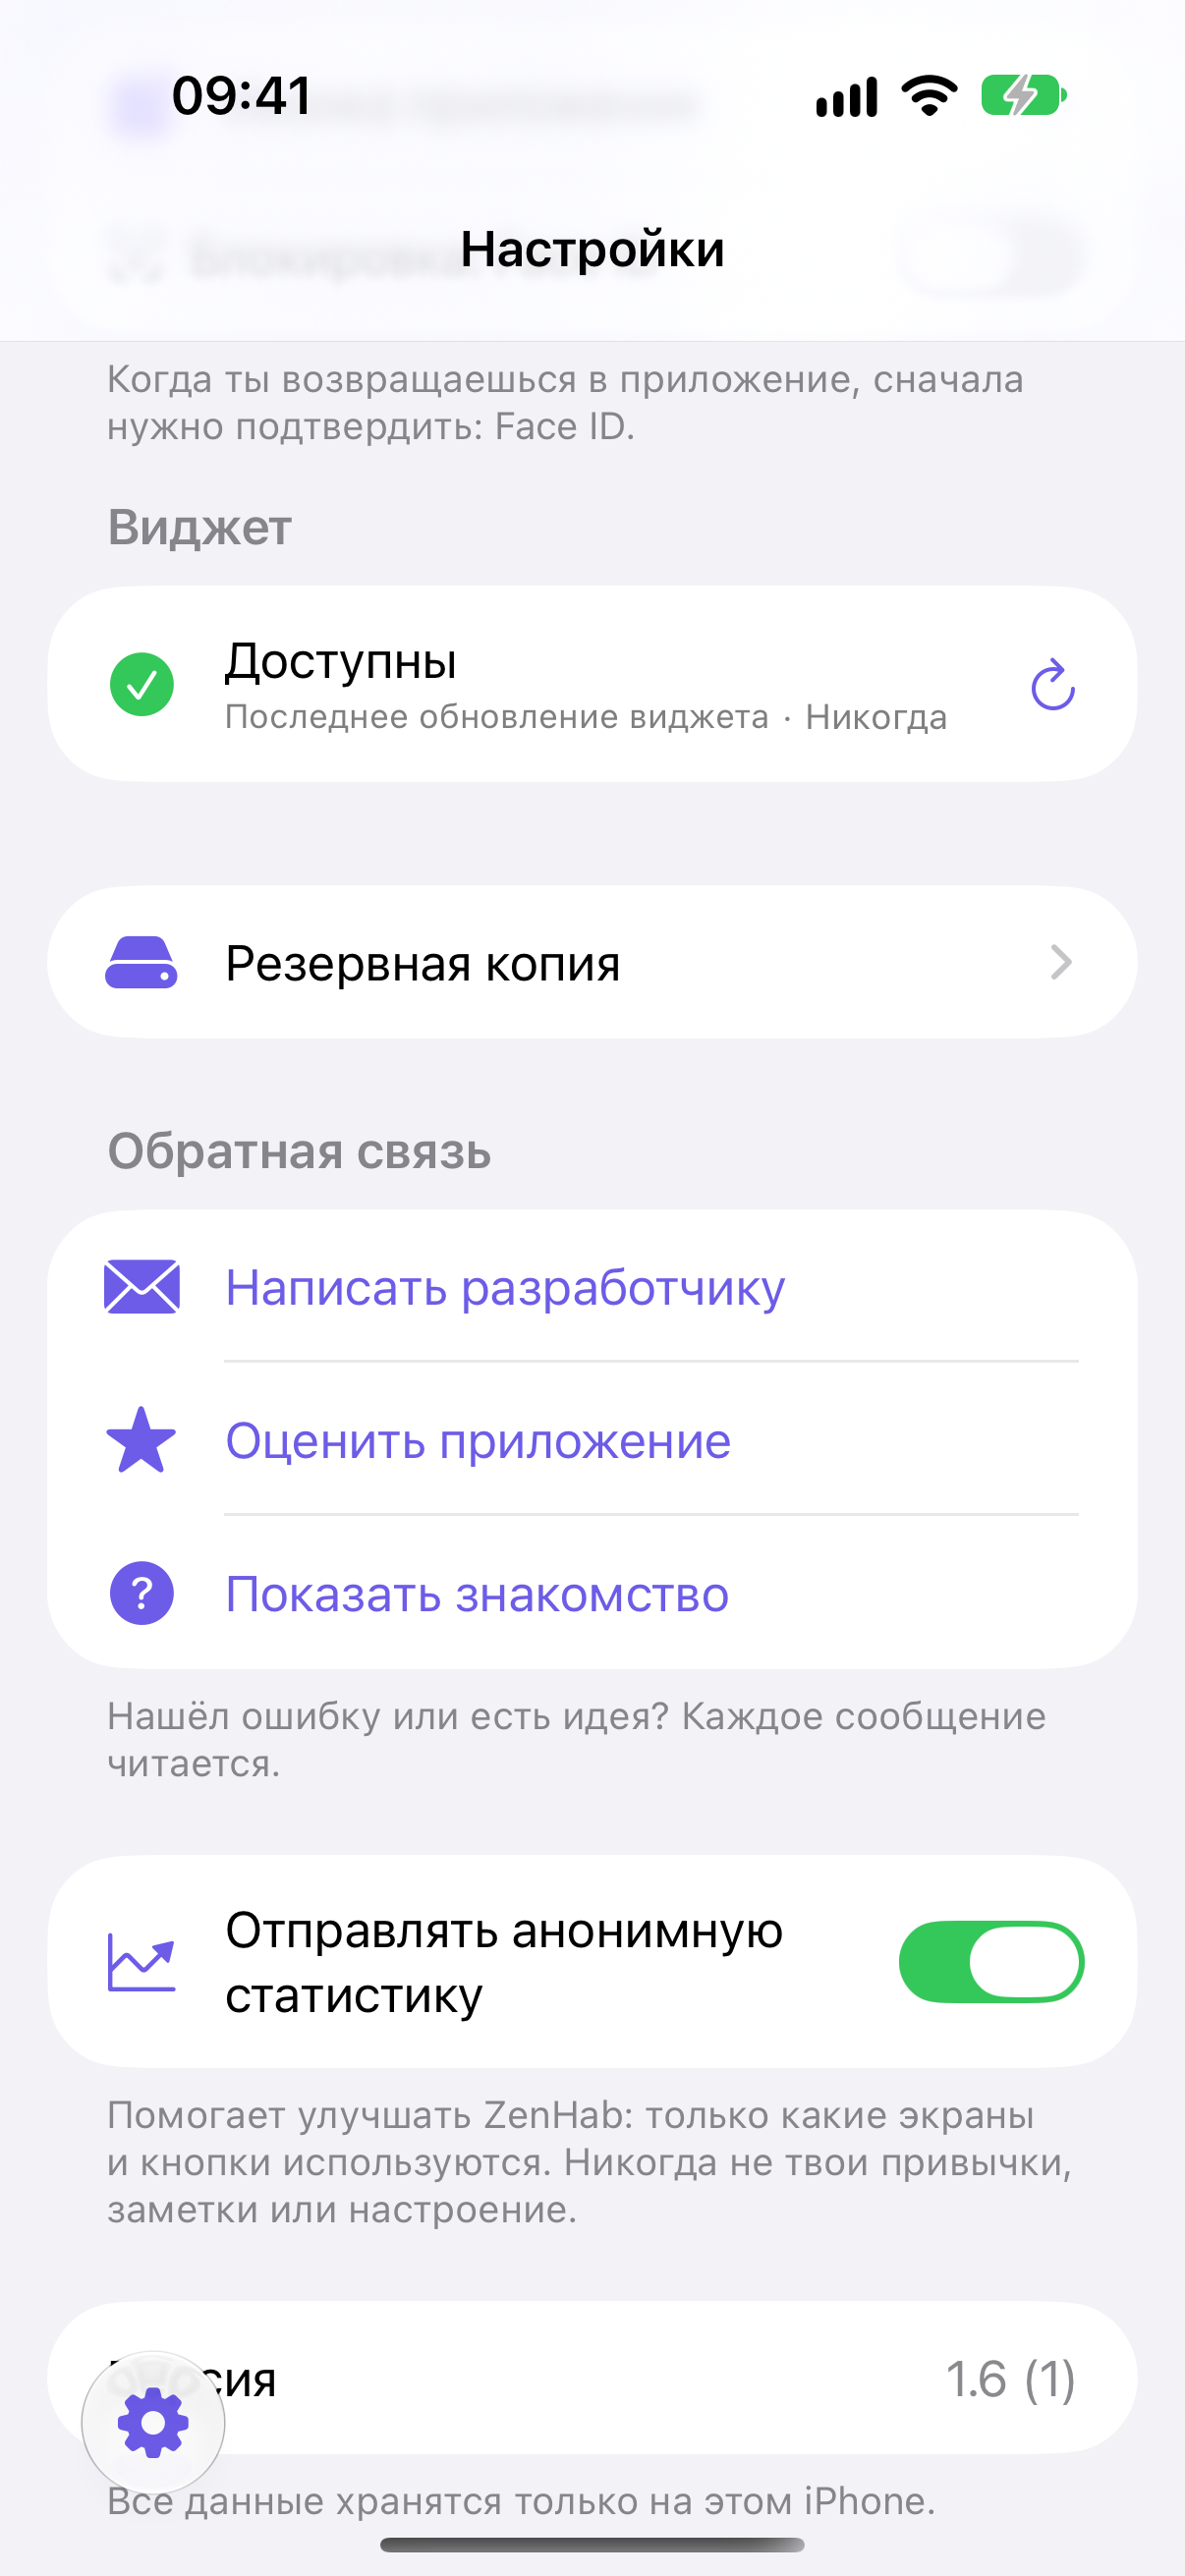 09:41
Настройки
Когда ты возвращаешься в приложение, сначала
нужно подтвердить: Face ID.
Виджет
Доступны
Последнее обновление виджета · Никогда
Резервная копия
Обратная связь
Написать разработчику
Оценить приложение
Показать знакомство
Нашёл ошибку или есть идея? Каждое сообщение
читается.
Отправлять анонимную
статистику
Помогает улучшать ZenHab: только какие экраны
и кнопки используются. Никогда не твои привычки,
заметки или настроение.
1.6 (1)
Все данные хранятся только на этом iPhone.